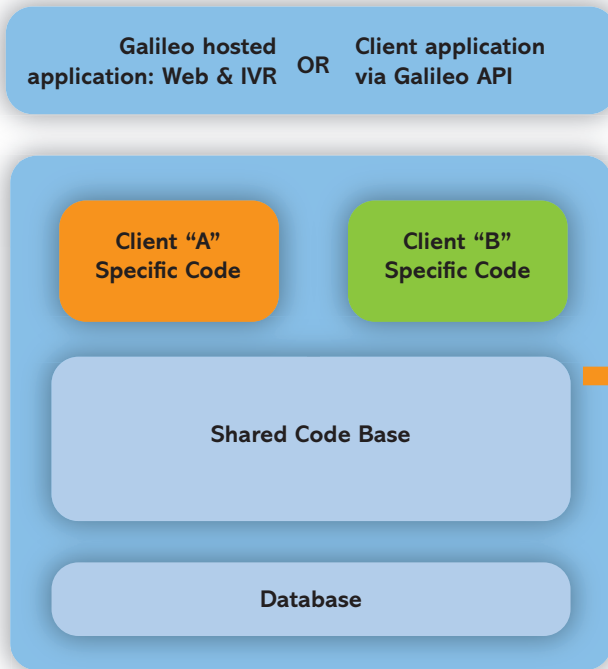 Galileo hosted
application: Web & IVR
OR
Client application
via Galileo API
Client “A”
Specific Code
Client “B”
Specific Code
Shared Code Base
Database